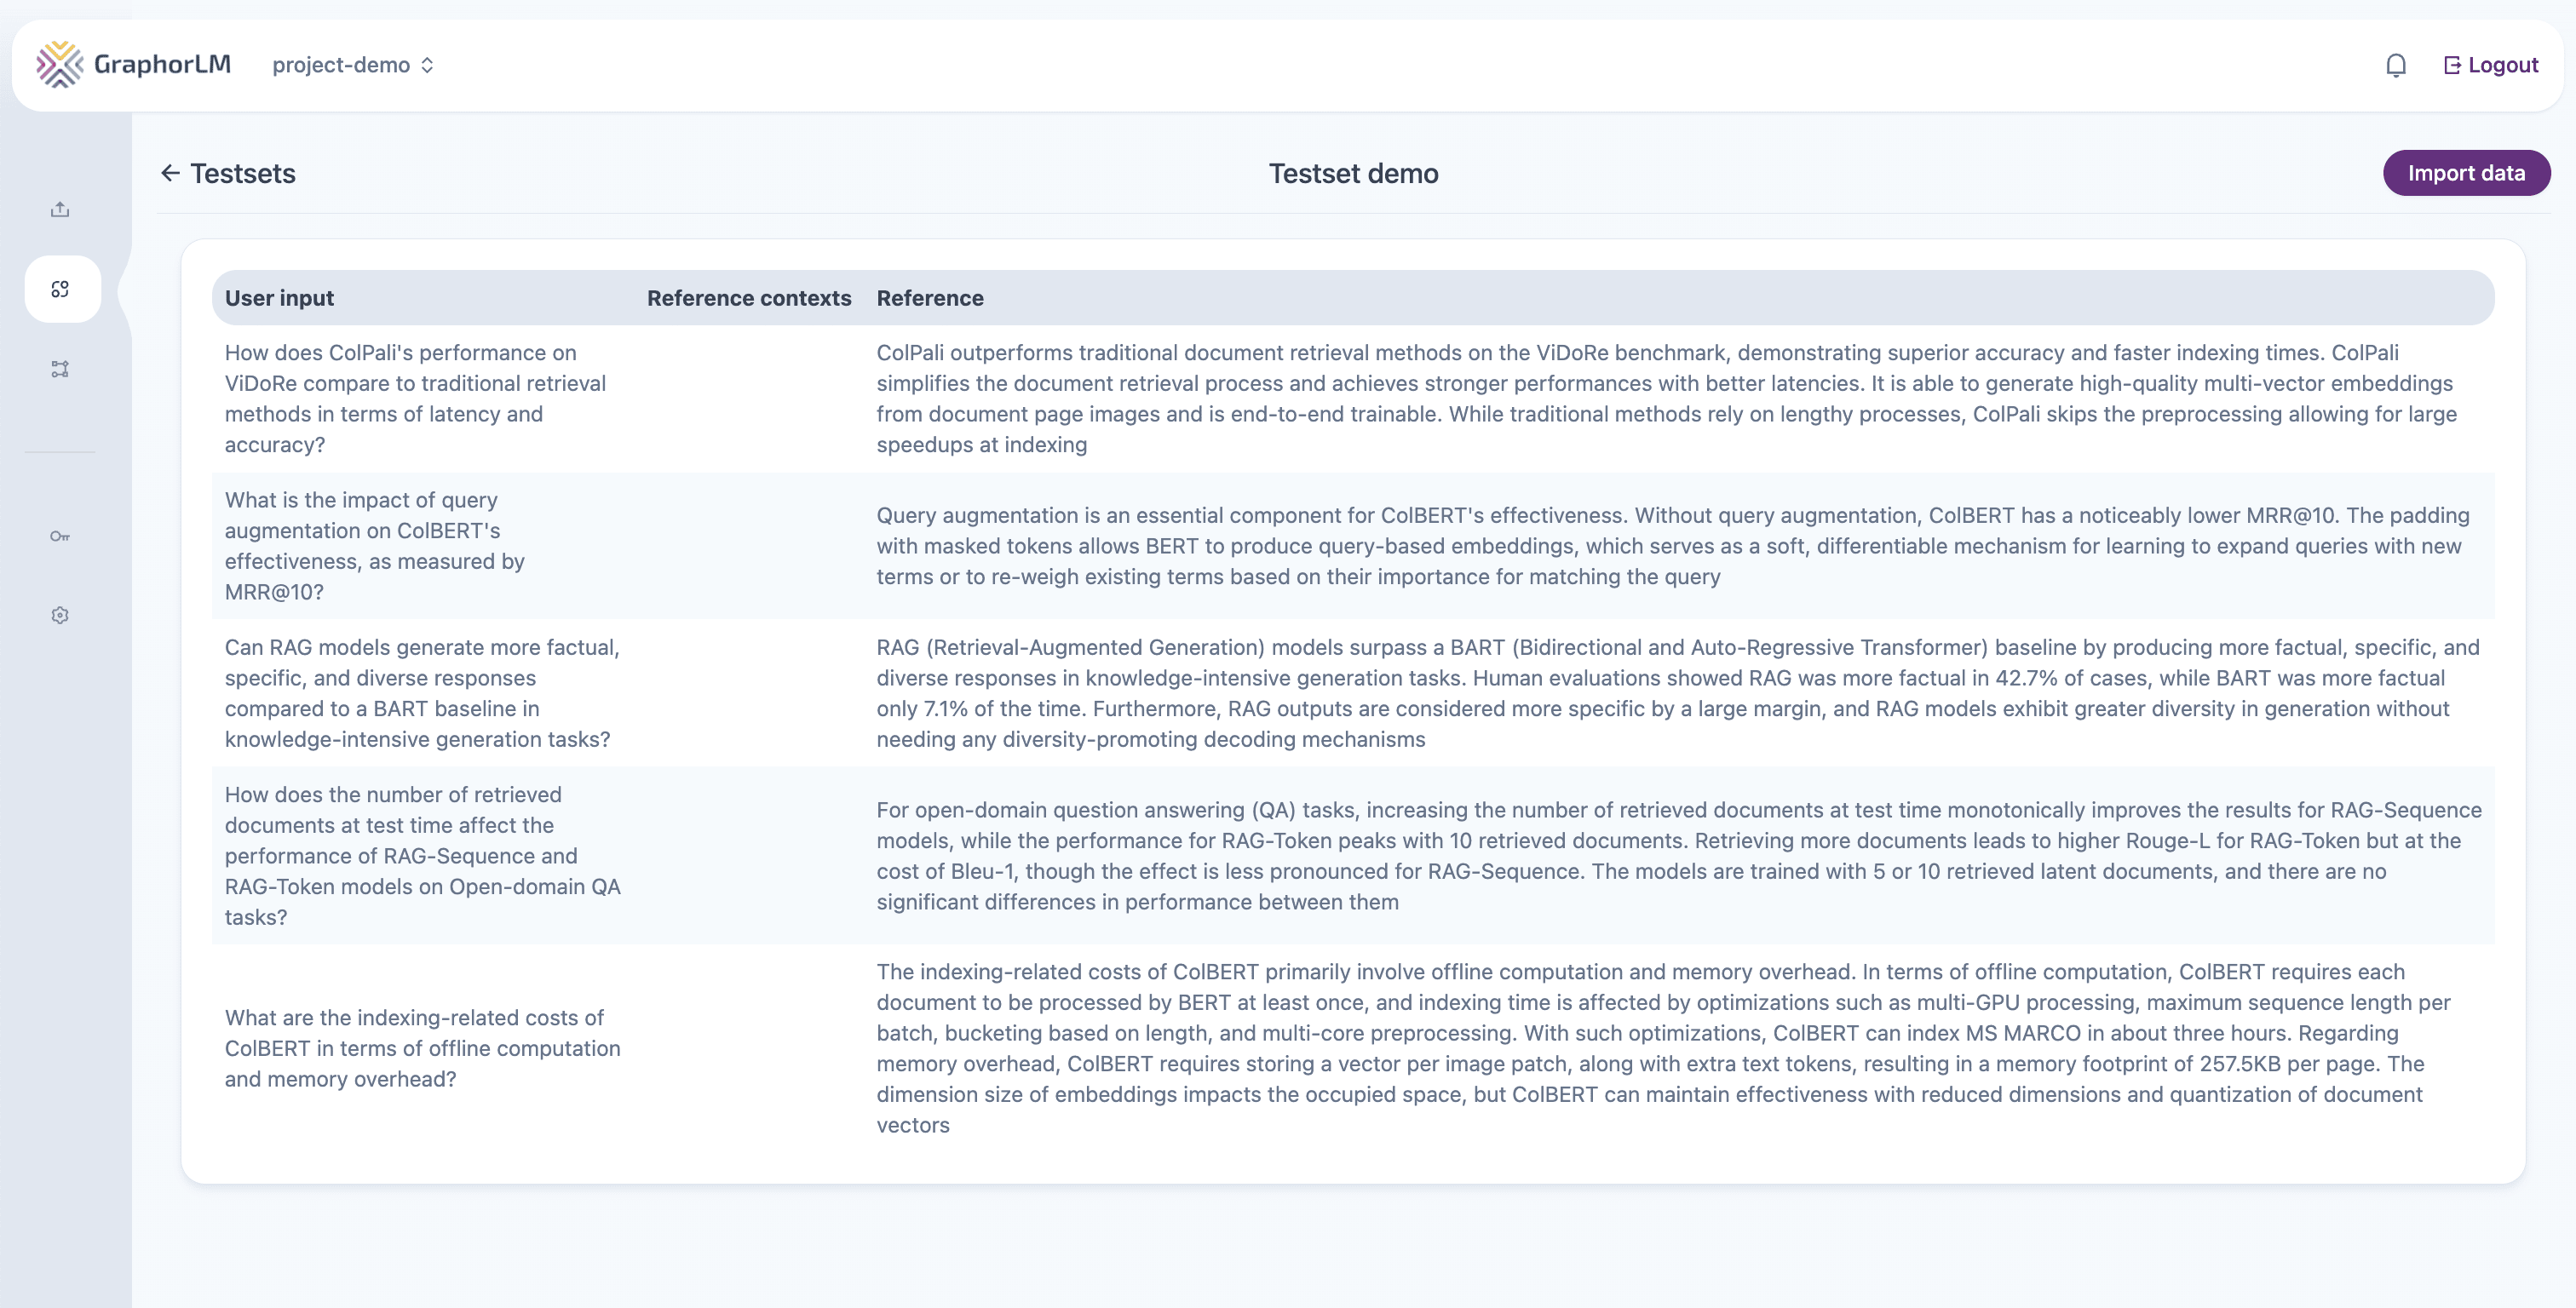 GraphorLM
project-demo
Logout
Testsets
Testset demo
Import data
User input
Reference contexts
Reference
How does ColPali's performance on
ViDoRe compare to traditional retrieval
methods in terms of latency and
accuracy?
ColPali outperforms traditional document retrieval methods on the ViDoRe benchmark, demonstrating superior accuracy and faster indexing times. ColPali
simplifies the document retrieval process and achieves stronger performances with better latencies. It is able to generate high-quality multi-vector embeddings
from document page images and is end-to-end trainable. While traditional methods rely on lengthy processes, ColPali skips the preprocessing allowing for large
speedups at indexing
What is the impact of query
augmentation on ColBERT's
effectiveness, as measured by
MRR@10?
Query augmentation is an essential component for ColBERT's effectiveness. Without query augmentation, ColBERT has a noticeably lower MRR@10. The padding
with masked tokens allows BERT to produce query-based embeddings, which serves as a soft, differentiable mechanism for learning to expand queries with new
terms or to re-weigh existing terms based on their importance for matching the query
Can RAG models generate more factual,
specific, and diverse responses
compared to a BART baseline in
knowledge-intensive generation tasks?
RAG (Retrieval-Augmented Generation) models surpass a BART (Bidirectional and Auto-Regressive Transformer) baseline by producing more factual, specific, and
diverse responses in knowledge-intensive generation tasks. Human evaluations showed RAG was more factual in 42.7% of cases, while BART was more factual
only 7.1% of the time. Furthermore, RAG outputs are considered more specific by a large margin, and RAG models exhibit greater diversity in generation without
needing any diversity-promoting decoding mechanisms
How does the number of retrieved
documents at test time affect the
performance of RAG-Sequence and
RAG-Token models on Open-domain QA
tasks?
For open-domain question answering (QA) tasks, increasing the number of retrieved documents at test time monotonically improves the results for RAG-Sequence
models, while the performance for RAG-Token peaks with 10 retrieved documents. Retrieving more documents leads to higher Rouge-L for RAG-Token but at the
cost of Bleu-1, though the effect is less pronounced for RAG-Sequence. The models are trained with 5 or 10 retrieved latent documents, and there are no
significant differences in performance between them
What are the indexing-related costs of
ColBERT in terms of offline computation
and memory overhead?
The indexing-related costs of ColBERT primarily involve offline computation and memory overhead. In terms of offline computation, ColBERT requires each
document to be processed by BERT at least once, and indexing time is affected by optimizations such as multi-GPU processing, maximum sequence length per
batch, bucketing based on length, and multi-core preprocessing. With such optimizations, ColBERT can index MS MARCO in about three hours. Regarding
memory overhead, ColBERT requires storing a vector per image patch, along with extra text tokens, resulting in a memory footprint of 257.5KB per page. The
dimension size of embeddings impacts the occupied space, but ColBERT can maintain effectiveness with reduced dimensions and quantization of document
vectors